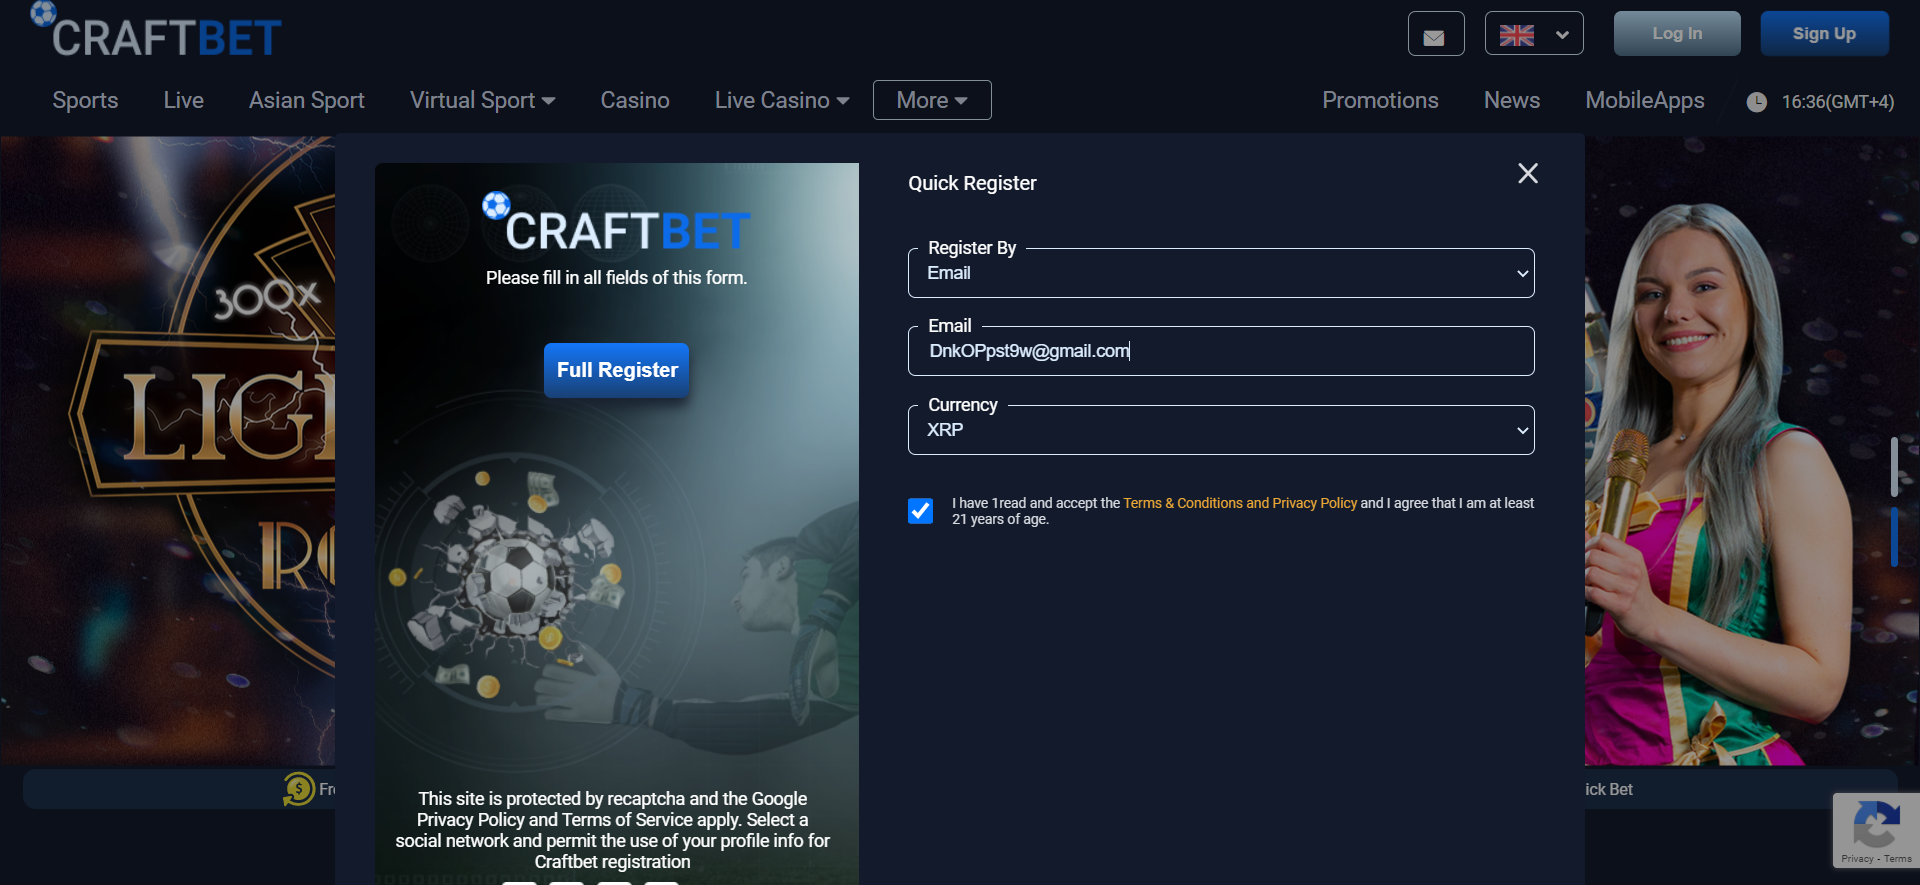 CRAFTBET
Log In
Sign Up
Sports
Live
Asian Sport
Virtual Sport
Casino
Live Casino
More
Promotions
News
MobileApps
16:36(GMT+4)
300x
CRAFTBET
Please fill in all fields of this form.
Full Register
This site is protected by recaptcha and the Google
Privacy Policy and Terms of Service apply. Select a
social network and permit the use of your profile info for
Craftbet registration
Quick Register
Register By
Email
Email
DnkOPpst9w@gmail.com
Currency
XRP
I have 1read and accept the Terms & Conditions and Privacy Policy and I agree that I am at least
21 years of age.
Privacy - Terms